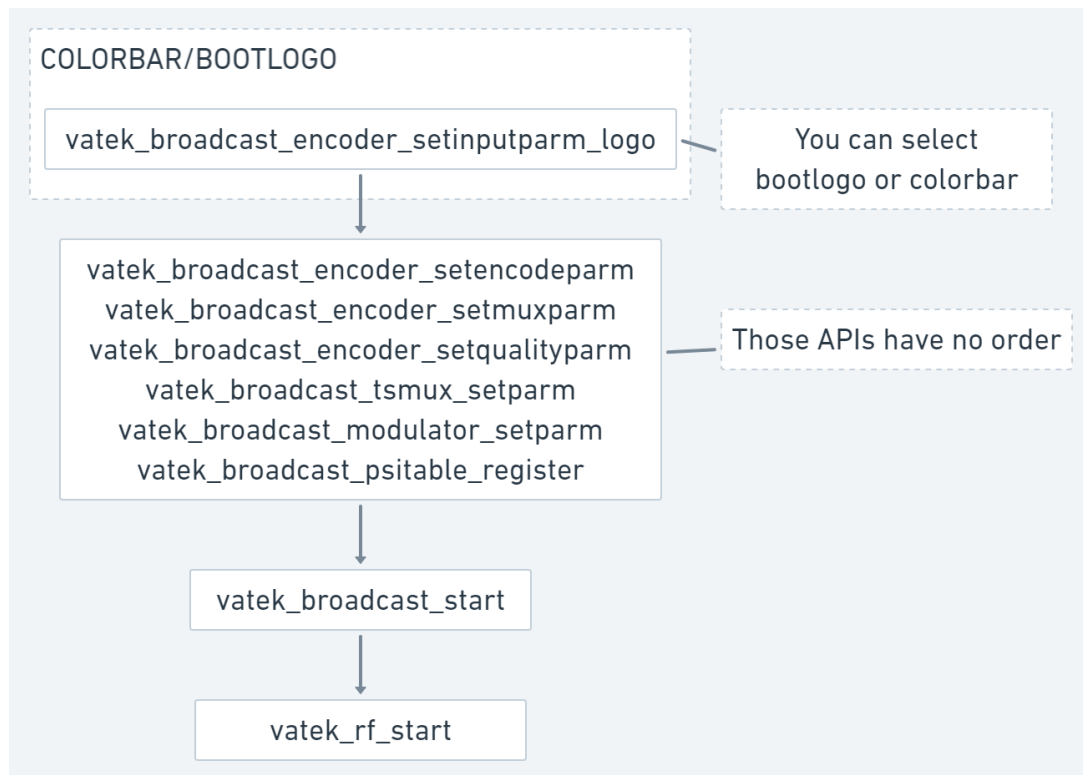 COLORBAR/BOOTLOGO
vatek_broadcast_encoder_setinputparm_logo
You can select
bootlogo or colorbar
vatek_broadcast_encoder_setencodeparm
vatek_broadcast_encoder_setmuxparm
vatek_broadcast_encoder_setqualityparm
vatek_broadcast_tsmux_setparm
vatek_broadcast_modulator_setparm
vatek_broadcast_psitable_register
Those APIs have no order
vatek_broadcast_start
vatek_rf_start